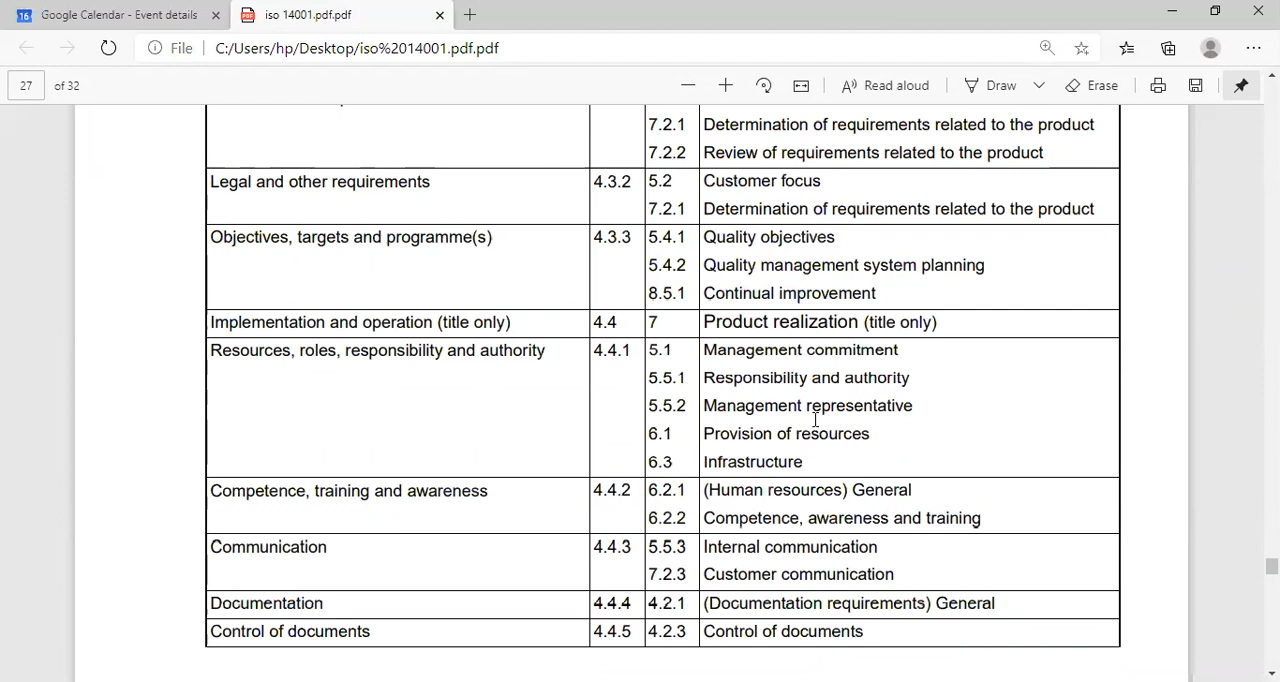 Google Calendar - Event details
iso 14001.pdf.pdf
File C:/Users/hp/Desktop/iso%2014001.pdf.pdf
27 of 32 Read aloud Draw Erase
7.2.1 Determination of requirements related to the product
7.2.2 Review of requirements related to the product
Legal and other requirements 4.3.2 5.2 Customer focus
7.2.1 Determination of requirements related to the product
Objectives, targets and programme(s) 4.3.3 5.4.1 Quality objectives
5.4.2 Quality management system planning
8.5.1 Continual improvement
Implementation and operation (title only) 4.4 7 Product realization (title only)
Resources, roles, responsibility and authority 4.4.1 5.1 Management commitment
5.5.1 Responsibility and authority
5.5.2 Management representative
6.1 Provision of resources
6.3 Infrastructure
Competence, training and awareness 4.4.2 6.2.1 (Human resources) General
6.2.2 Competence, awareness and training
Communication 4.4.3 5.5.3 Internal communication
7.2.3 Customer communication
Documentation 4.4.4 4.2.1 (Documentation requirements) General
Control of documents 4.4.5 4.2.3 Control of documents